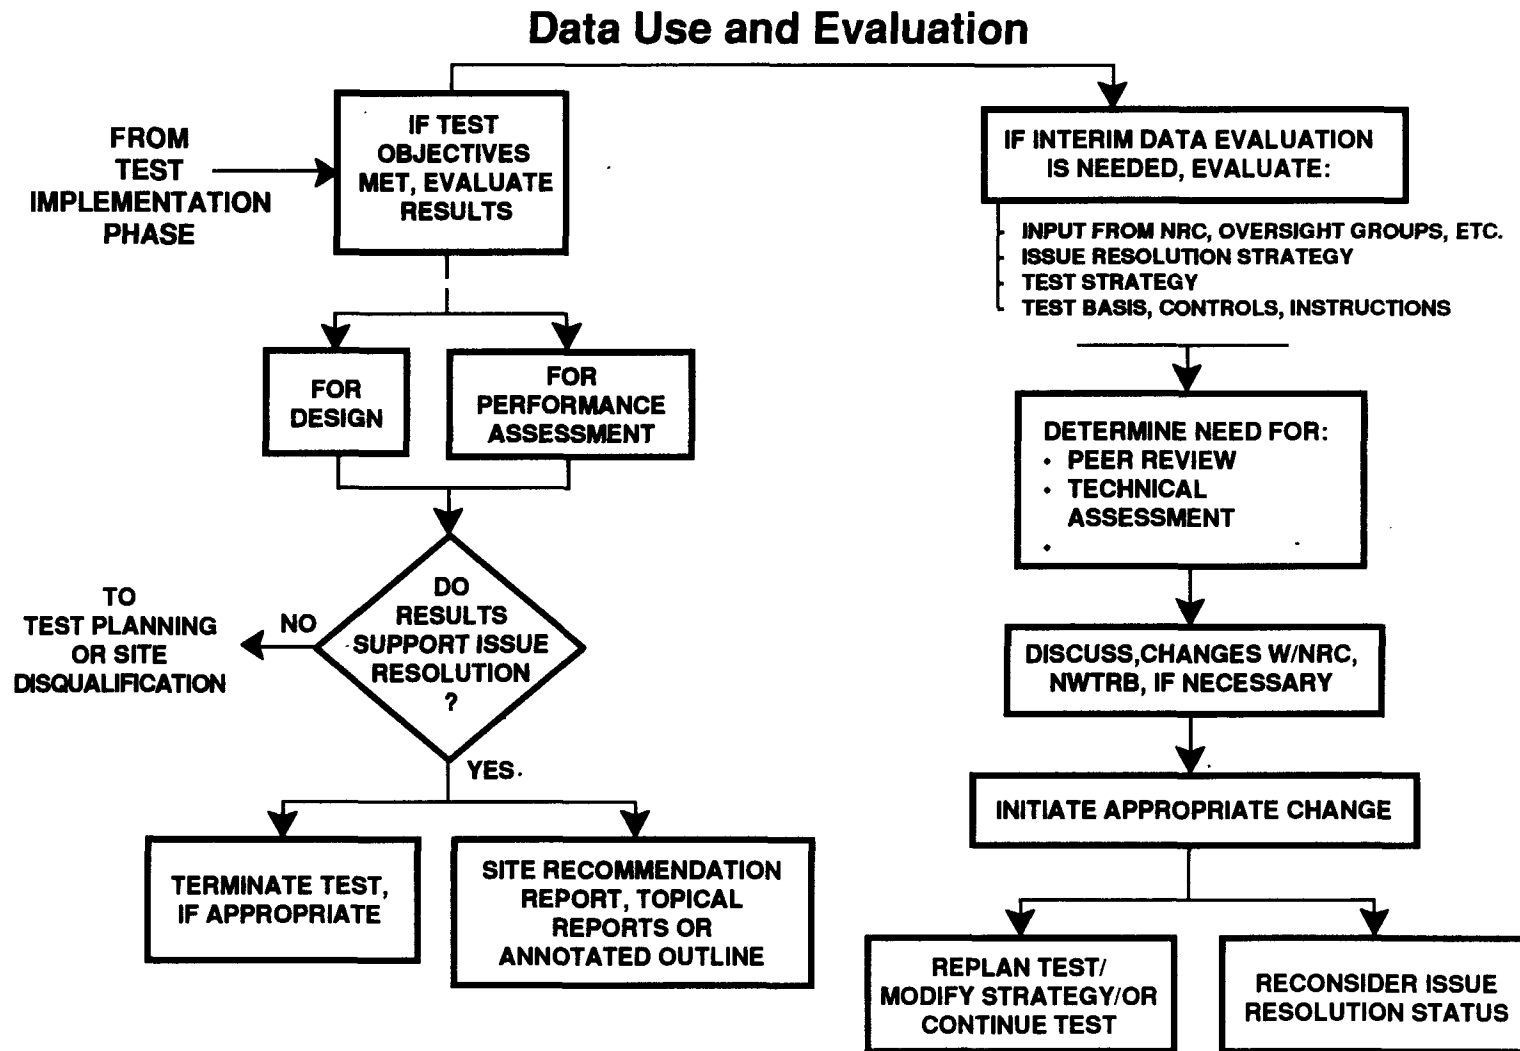 Data Use and Evaluation
FROM
TEST
IMPLEMENTATION
PHASE
IF TEST
OBJECTIVES
MET, EVALUATE
RESULTS
FOR
DESIGN
FOR
PERFORMANCE
ASSESSMENT
DO
RESULTS
SUPPORT ISSUE
RESOLUTION
?
NO
TO
TEST PLANNING
OR SITE
DISQUALIFICATION
YES.
TERMINATE TEST,
IF APPROPRIATE
SITE RECOMMENDATION
REPORT, TOPICAL
REPORTS OR
ANNOTATED OUTLINE
IF INTERIM DATA EVALUATION
IS NEEDED, EVALUATE:
- INPUT FROM NRC, OVERSIGHT GROUPS, ETC.
- ISSUE RESOLUTION STRATEGY
- TEST STRATEGY
- TEST BASIS, CONTROLS, INSTRUCTIONS
DETERMINE NEED FOR:
• PEER REVIEW
• TECHNICAL
ASSESSMENT
•
DISCUSS,CHANGES W/NRC,
NWTRB, IF NECESSARY
INITIATE APPROPRIATE CHANGE
REPLAN TEST/
MODIFY STRATEGY/OR
CONTINUE TEST
RECONSIDER ISSUE
RESOLUTION STATUS